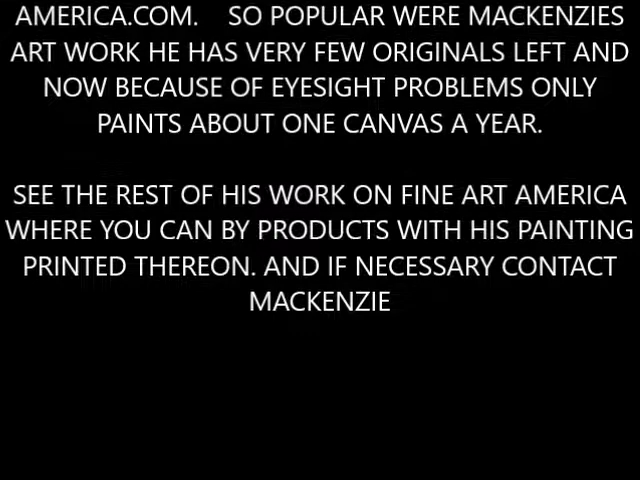 AMERICA.COM.    SO POPULAR WERE MACKENZIES
ART WORK HE HAS VERY FEW ORIGINALS LEFT AND
NOW BECAUSE OF EYESIGHT PROBLEMS ONLY
PAINTS ABOUT ONE CANVAS A YEAR.
SEE THE REST OF HIS WORK ON FINE ART AMERICA
WHERE YOU CAN BY PRODUCTS WITH HIS PAINTING
PRINTED THEREON. AND IF NECESSARY CONTACT
MACKENZIE